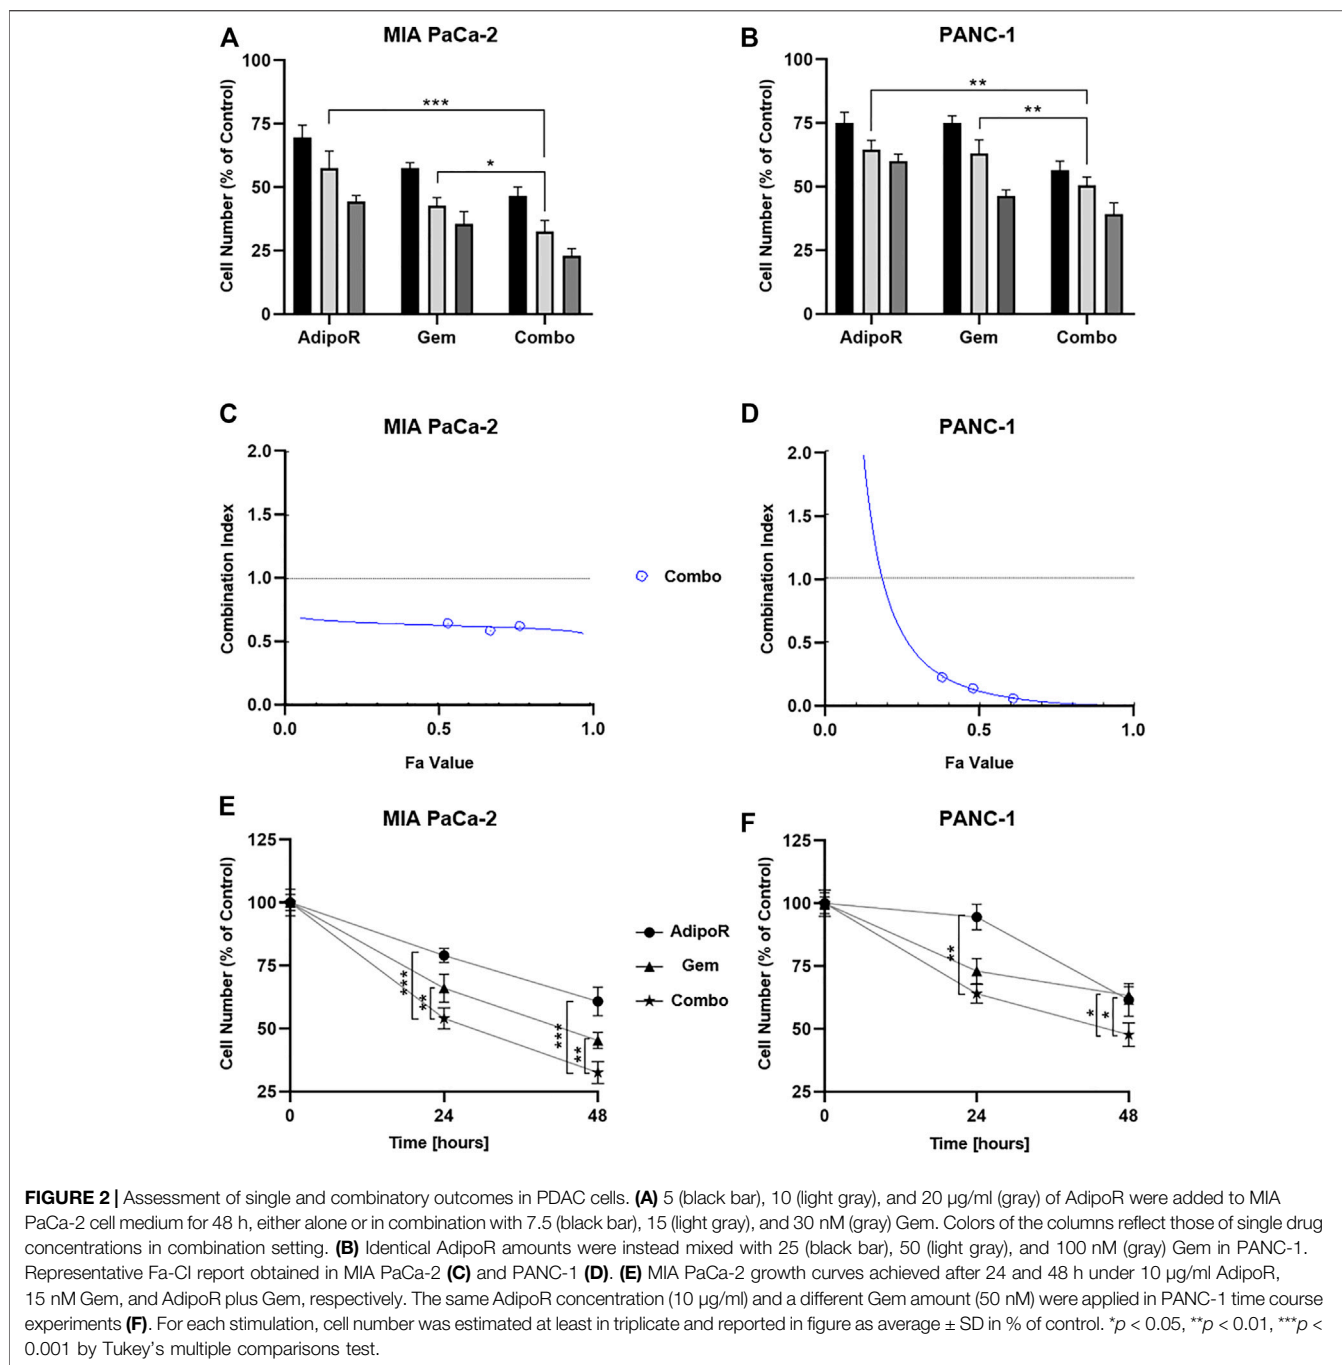 A
MIA PaCa-2
Cell Number (% of Control)
100
75
50
25
0
***
*
AdipoR
Gem
Combo
B
PANC-1
Cell Number (% of Control)
100
75
50
25
0
**
**
AdipoR
Gem
Combo
C
MIA PaCa-2
Combination Index
2.0
1.5
1.0
0.5
0.0
0.0
0.5
1.0
Fa Value
Combo
D
PANC-1
Combination Index
2.0
1.5
1.0
0.5
0.0
0.0
0.5
1.0
Fa Value
E
MIA PaCa-2
Cell Number (% of Control)
125
100
75
50
25
***
**
***
**
0
24
48
Time [hours]
AdipoR
Gem
Combo
F
PANC-1
Cell Number (% of Control)
125
100
75
50
25
**
*
*
0
24
48
Time [hours]
FIGURE 2 | Assessment of single and combinatory outcomes in PDAC cells. (A) 5 (black bar), 10 (light gray), and 20 µg/ml (gray) of AdipoR were added to MIA
PaCa-2 cell medium for 48 h, either alone or in combination with 7.5 (black bar), 15 (light gray), and 30 nM (gray) Gem. Colors of the columns reflect those of single drug
concentrations in combination setting. (B) Identical AdipoR amounts were instead mixed with 25 (black bar), 50 (light gray), and 100 nM (gray) Gem in PANC-1.
Representative Fa-CI report obtained in MIA PaCa-2 (C) and PANC-1 (D). (E) MIA PaCa-2 growth curves achieved after 24 and 48 h under 10 µg/ml AdipoR,
15 nM Gem, and AdipoR plus Gem, respectively. The same AdipoR concentration (10 µg/ml) and a different Gem amount (50 nM) were applied in PANC-1 time course
experiments (F). For each stimulation, cell number was estimated at least in triplicate and reported in figure as average ± SD in % of control. *p < 0.05, **p < 0.01, ***p <
0.001 by Tukey's multiple comparisons test.